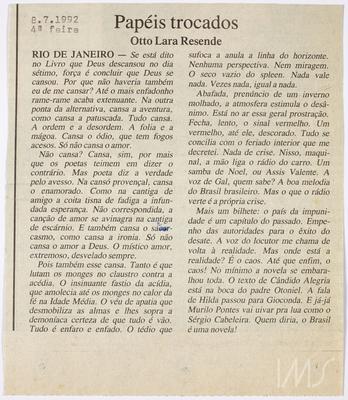 8.7.1992
4ª feira
Papéis trocados
Otto Lara Resende
RIO DE JANEIRO — Se está dito
no Livro que Deus descansou no dia
sétimo, força é concluir que Deus se
cansou. Por que não haveria também
eu de me cansar? Até o mais enfadonho
rame-rame acaba extenuante. Na outra
ponta da alternativa, cansa a aventura,
como cansa a patuscada. Tudo cansa.
A ordem e a desordem. A folia e a
mágoa. Cansa o ódio, que tem fogos
acesos. Só não cansa o amor.
Não cansa? Cansa, sim, por mais
que os poetas teimem em dizer o
contrário. Mas poeta diz a verdade
pelo avesso. Na cansó provençal, cansa
o enamorado. Como na cantiga de
amigo a coita tisna de fadiga a infun-
dada esperança. Não correspondida, a
canção de amor se avinagra na cantiga
de escárnio. E também cansa o sar-
casmo, como cansa a ironia. Só não
cansa o amor a Deus. O místico amor,
extremoso, desvelado sempre.
Pois também esse cansa. Tanto é que
lutam os monges no claustro contra a
acédia. O insinuante fastio da acídia,
que amolecia até os monges no calor da
fé na Idade Média. O véu de apatia que
desmobiliza as almas e lhes sopra a
demoníaca certeza de que tudo é vão.
Tudo é enfaro e enfado. O tédio que
sufoca a anula a linha do horizonte.
Nenhuma perspectiva. Nem miragem.
O seco vazio do spleen. Nada vale
nada. Vezes nada, igual a nada.
Abafada, prenúncio de um inverno
molhado, a atmosfera estimula o desâ-
nimo. Está no ar essa geral prostração.
Fecha, lento, o sinal vermelho. Um
vermelho, até ele, descorado. Tudo se
concilia com o feriado interior que me
decretei. Nada de crise. Nisso, maqui-
nal, a mão liga o rádio do carro. Um
samba de Noel, ou Assis Valente. A
voz de Gal, quem sabe? A boa melodia
do Brasil brasileiro. Mas o que o rádio
verte é a própria crise.
Mais um bilhete: o país da impuni-
dade é um capítulo do passado. Empe-
nho das autoridades para o êxito do
desate. A voz do locutor me chama de
volta à realidade. Mas onde está a
realidade? É o caos. Até que enfim, o
caos! No mínimo a novela se embara-
lhou toda. O texto de Cândido Alegria
está na boca do padre Otoniel. A fala
de Hilda passou para Gioconda. E já-já
Murilo Pontes vai uivar pra lua como o
Sérgio Cabeleira. Quem diria, o Brasil
é uma novela!
IMS